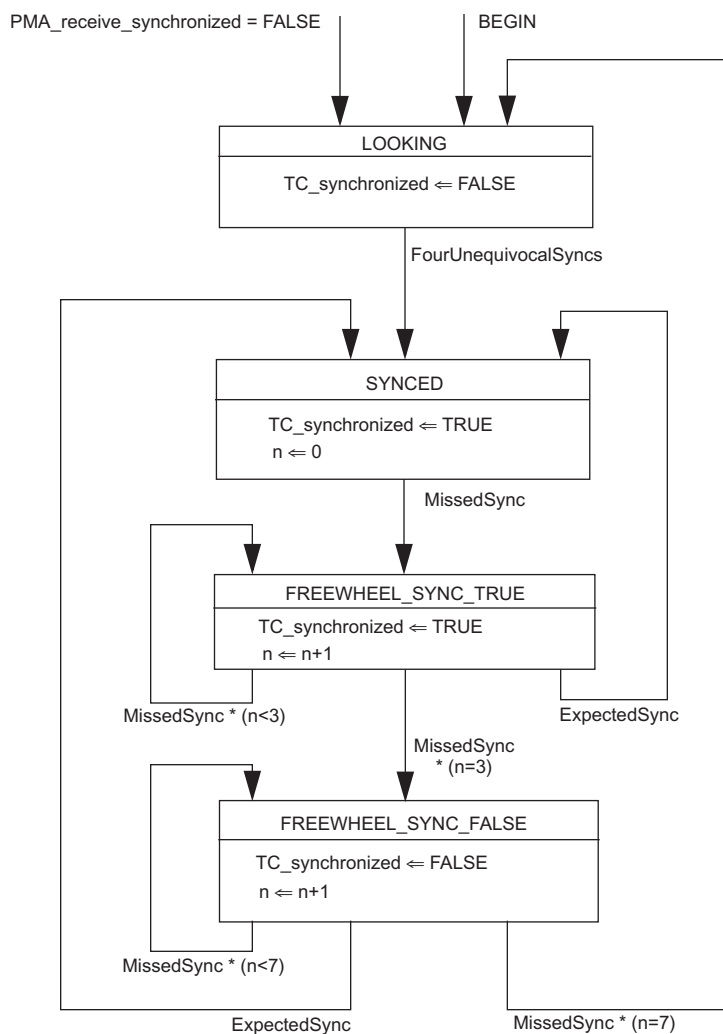 PMA_receive_synchronized = FALSE
BEGIN
LOOKING
TC_synchronized ⇐ FALSE
FourUnequivocalSyncs
SYNCED
TC_synchronized ⇐ TRUE
n ⇐ 0
MissedSync
FREEWHEEL_SYNC_TRUE
TC_synchronized ⇐ TRUE
n ⇐ n+1
MissedSync * (n<3)
ExpectedSync
MissedSync
* (n=3)
FREEWHEEL_SYNC_FALSE
TC_synchronized ⇐ FALSE
n ⇐ n+1
MissedSync * (n<7)
ExpectedSync
MissedSync * (n=7)